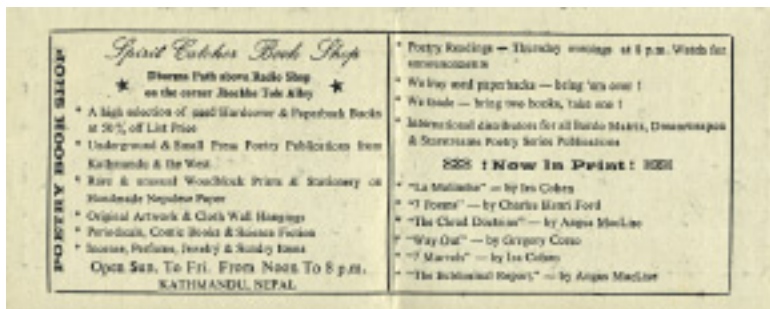 POETRY BOOK SHOP
Spirit Catcher Book Shop
Dharma Path above Radio Shop
on the corner Jhochhe Tole Alley
* A high selection of used Hardcover & Paperback Books
at 50% off List Price
* Underground & Small Press Poetry Publications from
Kathmandu & the West
* Rare & unusual Woodblock Prints & Stationery on
Handmade Nepalese Paper
* Original Artwork & Cloth Wall Hangings
* Periodicals, Comic Books & Science Fiction
* Incense, Perfume, Jewelry & Sundry Items
Open Sun. To Fri. From Noon To 8 p.m.
KATHMANDU, NEPAL
* Poetry Readings — Thursday evenings at 8 p.m. Watch for
announcements
* We buy used paperbacks — bring 'em over !
* We trade — bring two books, take one !
* International distributors for all Bardo Matrix, Dreamweapon
& Starstreams Poetry Series Publications
! Now In Print !
* "La Malinche" — by Ira Cohen
* "7 Poems" — by Charles Henri Ford
* "The Cloud Doctrine" — by Angus MacLise
* "Way Out" — by Gregory Corso
* "7 Marvels" — by Ira Cohen
* "The Subliminal Report," — by Angus MacLise